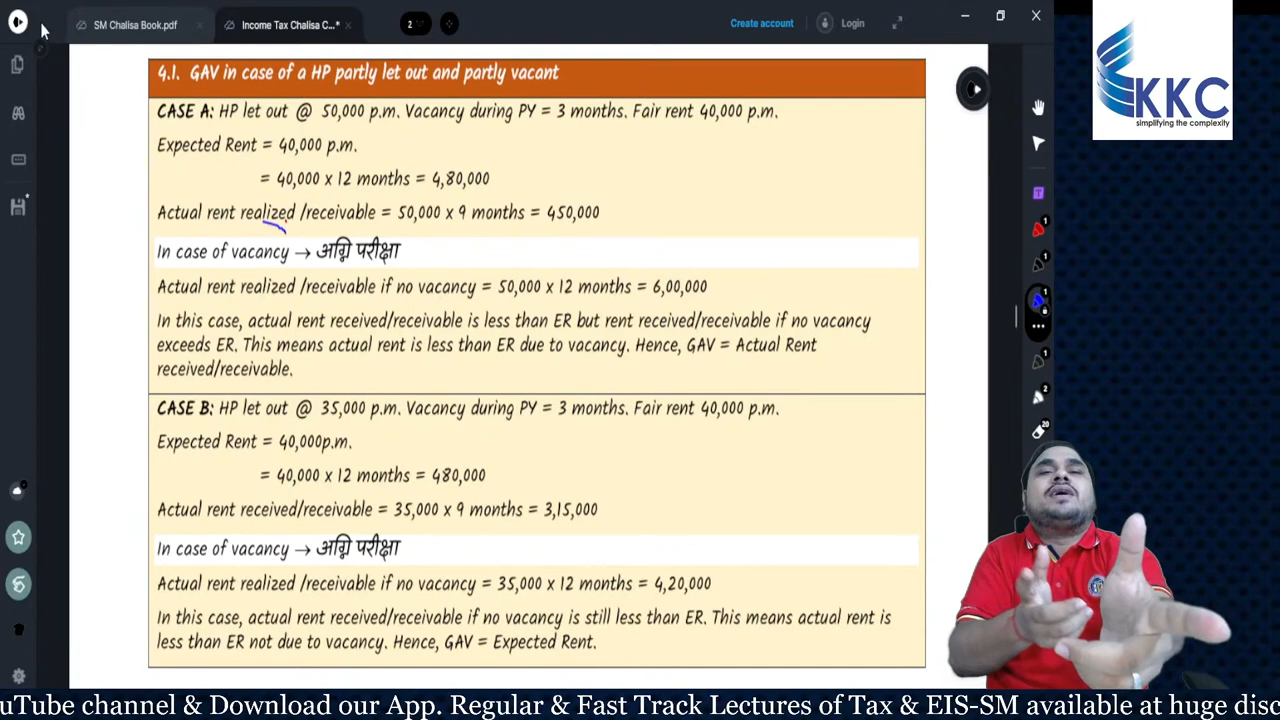 SM Chalisa Book.pdf
Income Tax Chalisa C...*
2
Create account
Login
KKC
simplifying the complexity
4.1. GAV in case of a HP partly let out and partly vacant
CASE A: HP let out @ 50,000 p.m. Vacancy during PY = 3 months. Fair rent 40,000 p.m.
Expected Rent = 40,000 p.m.
= 40,000 x 12 months = 4,80,000
Actual rent realized /receivable = 50,000 x 9 months = 450,000
In case of vacancy → अग्नि परीक्षा
Actual rent realized /receivable if no vacancy = 50,000 x 12 months = 6,00,000
In this case, actual rent received/receivable is less than ER but rent received/receivable if no vacancy
exceeds ER. This means actual rent is less than ER due to vacancy. Hence, GAV = Actual Rent
received/receivable.
CASE B: HP let out @ 35,000 p.m. Vacancy during PY = 3 months. Fair rent 40,000 p.m.
Expected Rent = 40,000p.m.
= 40,000 x 12 months = 480,000
Actual rent received/receivable = 35,000 x 9 months = 3,15,000
In case of vacancy → अग्नि परीक्षा
Actual rent realized /receivable if no vacancy = 35,000 x 12 months = 4,20,000
In this case, actual rent received/receivable if no vacancy is still less than ER. This means actual rent is
less than ER not due to vacancy. Hence, GAV = Expected Rent.
T
1
1
1
1
2
20
uTube channel & Download our App. Regular & Fast Track Lectures of Tax & EIS-SM available at huge disc